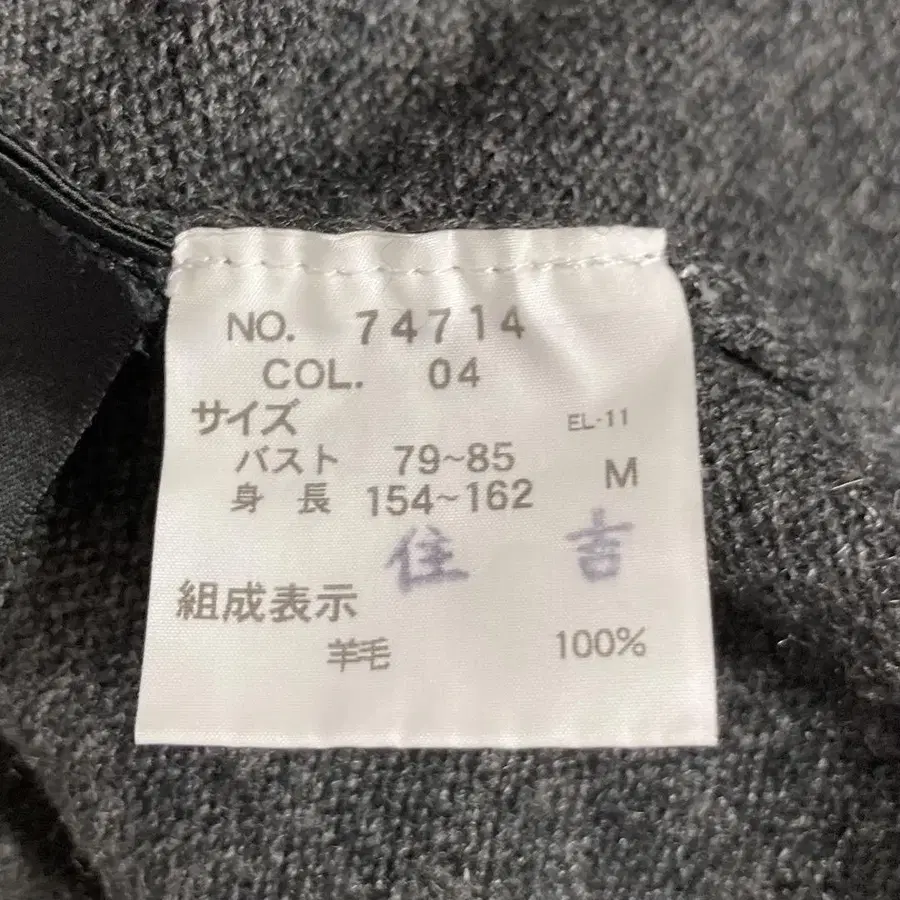 NO. 74714
COL. 04
サイズ EL-11
バスト 79~85 M
身長 154~162
住吉
組成表示
羊毛 100%